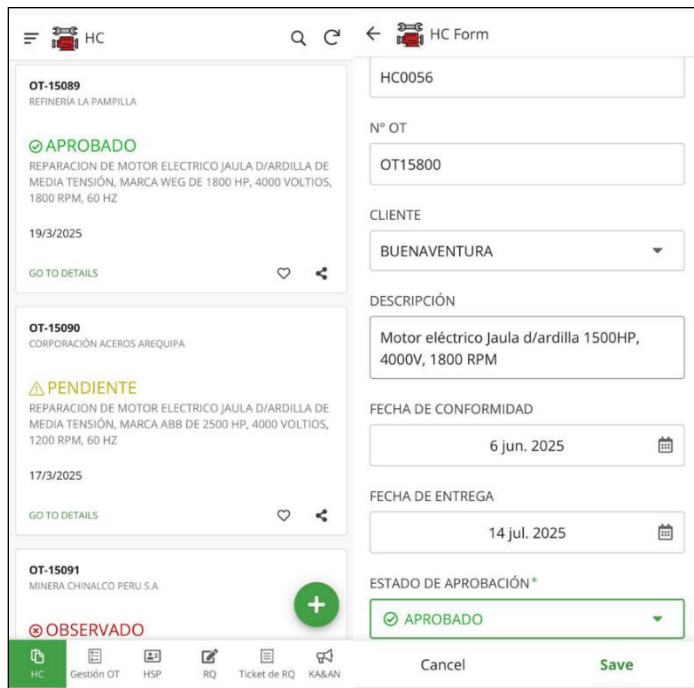 HC
OT-15089
REFINERÍA LA PAMPILLA
APROBADO
REPARACION DE MOTOR ELECTRICO JAULA D/ARDILLA DE
MEDIA TENSIÓN, MARCA WEG DE 1800 HP, 4000 VOLTIOS,
1800 RPM, 60 HZ
19/3/2025
GO TO DETAILS
OT-15090
CORPORACIÓN ACEROS AREQUIPA
PENDIENTE
REPARACION DE MOTOR ELECTRICO JAULA D/ARDILLA DE
MEDIA TENSIÓN, MARCA ABB DE 2500 HP, 4000 VOLTIOS,
1200 RPM, 60 HZ
17/3/2025
GO TO DETAILS
OT-15091
MINERA CHINALCO PERU S.A
OBSERVADO
+
HC
Gestión OT
HSP
RQ
Ticket de RQ
KA&AN
HC Form
HC0056
N° OT
OT15800
CLIENTE
BUENAVENTURA
DESCRIPCIÓN
Motor eléctrico Jaula d/ardilla 1500HP,
4000V, 1800 RPM
FECHA DE CONFORMIDAD
6 jun. 2025
FECHA DE ENTREGA
14 jul. 2025
ESTADO DE APROBACIÓN*
APROBADO
Cancel
Save